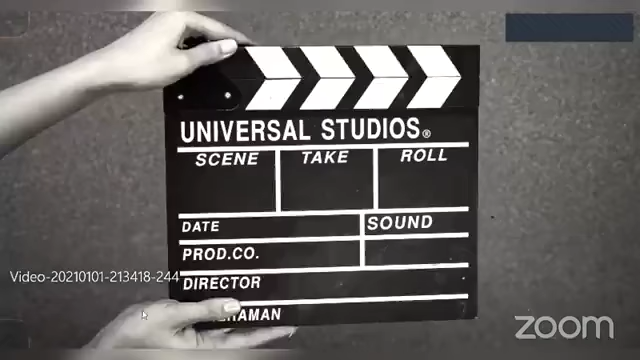 UNIVERSAL STUDIOS®
SCENE TAKE ROLL
DATE SOUND
PROD.CO.
Video-20210101-213418-244
DIRECTOR
zoom